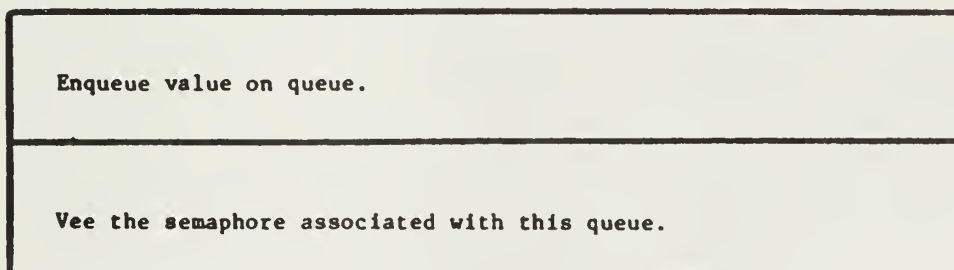 Enqueue value on queue.
Vee the semaphore associated with this queue.